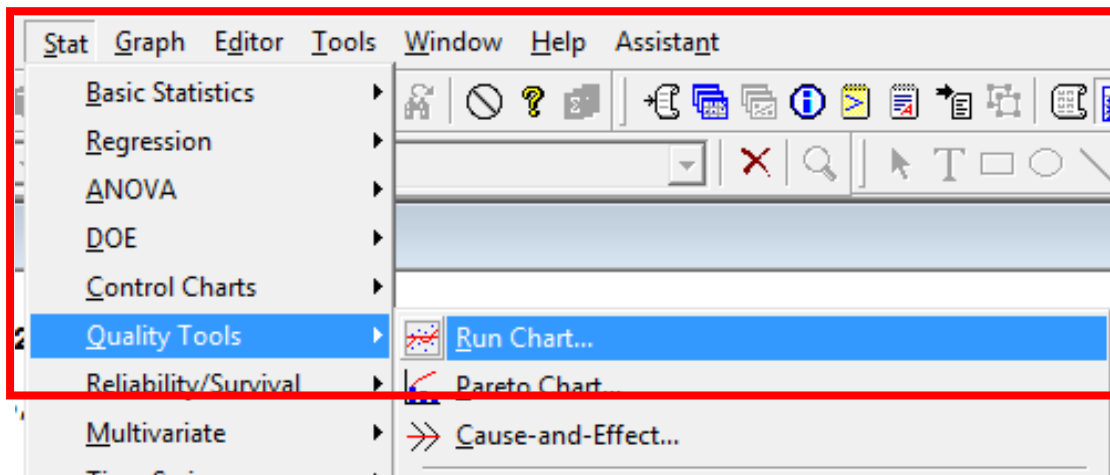 Stat Graph Editor Tools Window Help Assistant
Basic Statistics
Regression
ANOVA
DOE
Control Charts
Quality Tools
Run Chart...
Reliability/Survival
Pareto Chart...
Multivariate
Cause-and-Effect...